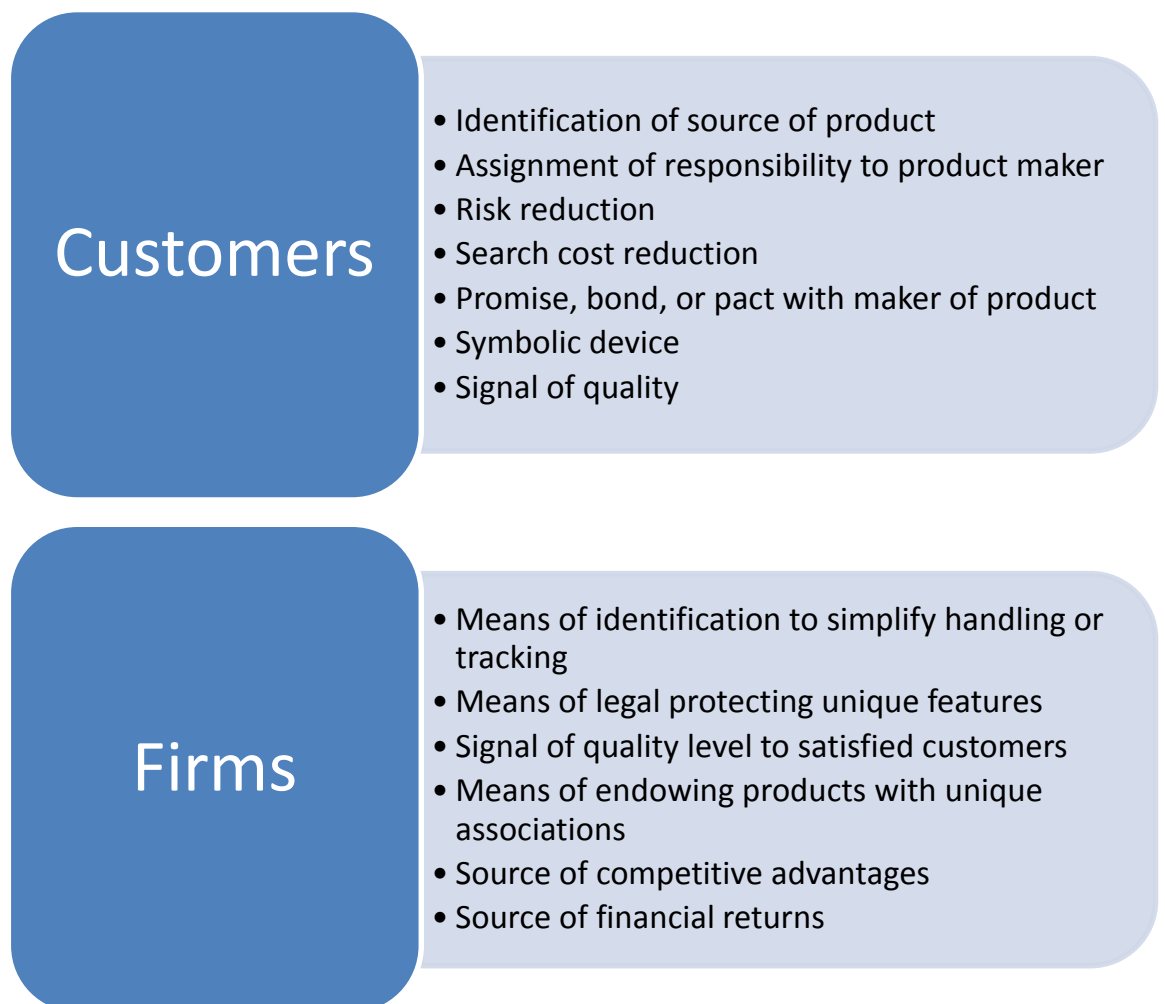 Customers
• Identification of source of product
• Assignment of responsibility to product maker
• Risk reduction
• Search cost reduction
• Promise, bond, or pact with maker of product
• Symbolic device
• Signal of quality
Firms
• Means of identification to simplify handling or
tracking
• Means of legal protecting unique features
• Signal of quality level to satisfied customers
• Means of endowing products with unique
associations
• Source of competitive advantages
• Source of financial returns